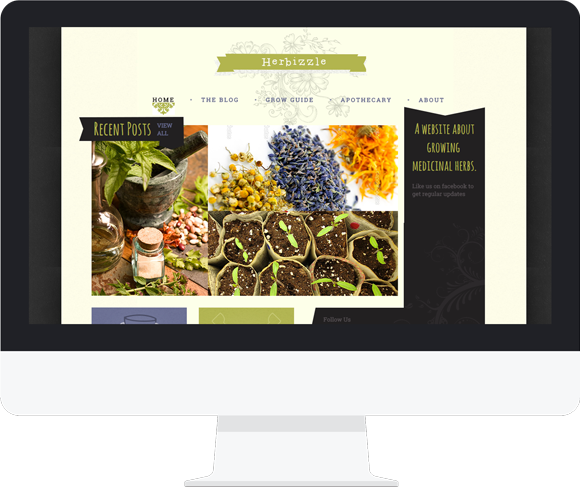 Herbizzle
HOME • THE BLOG • GROW GUIDE • APOTHECARY • ABOUT
RECENT POSTS
VIEW
ALL
A WEBSITE ABOUT
GROWING
MEDICINAL HERBS.
Like us on facebook to
get regular updates
Follow Us